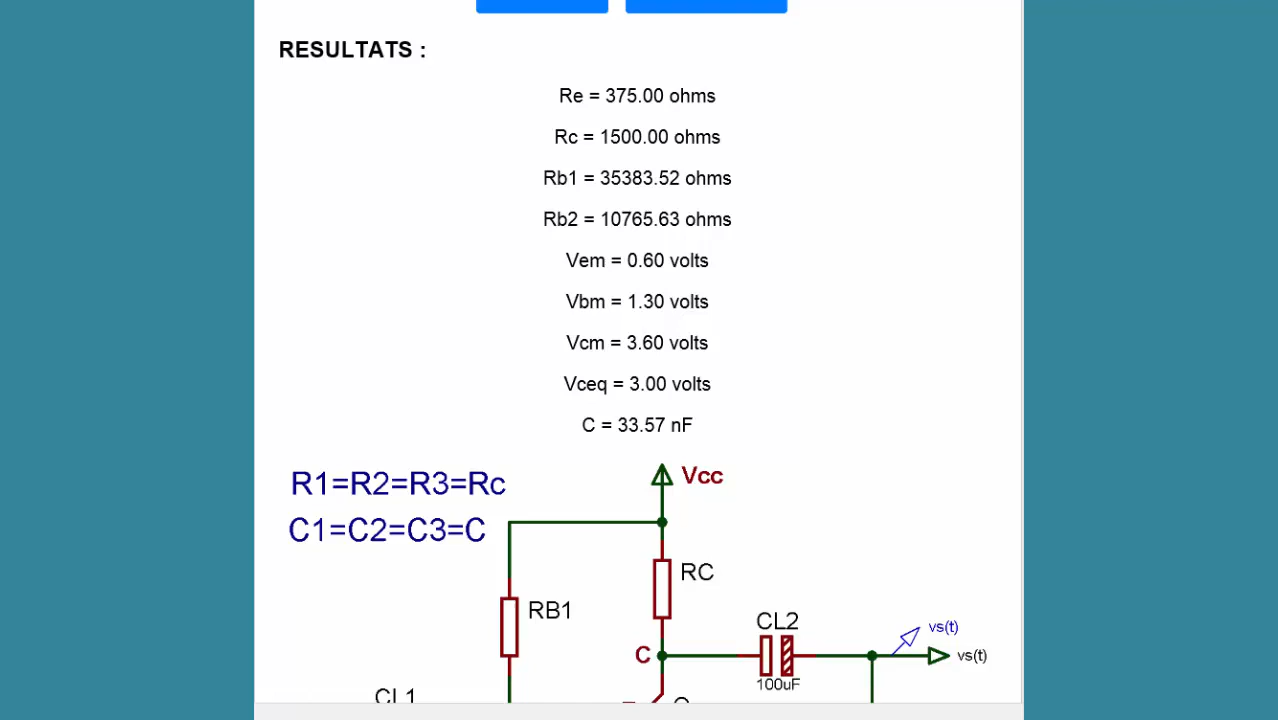 RESULTATS :
Re = 375.00 ohms
Rc = 1500.00 ohms
Rb1 = 35383.52 ohms
Rb2 = 10765.63 ohms
Vem = 0.60 volts
Vbm = 1.30 volts
Vcm = 3.60 volts
Vceq = 3.00 volts
C = 33.57 nF
R1=R2=R3=Rc
Vcc
C1=C2=C3=C
RC
RB1
CL2
vs(t)
C
vs(t)
100uF
CL1